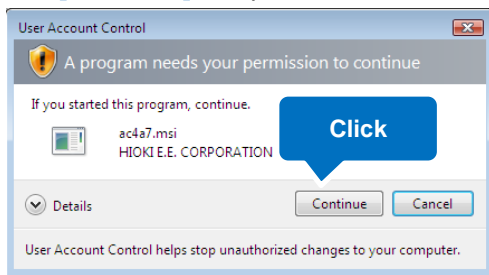 User Account Control
A program needs your permission to continue
If you started this program, continue.
ac4a7.msi
HIOKI E.E. CORPORATION
Click
Details
Continue
Cancel
User Account Control helps stop unauthorized changes to your computer.